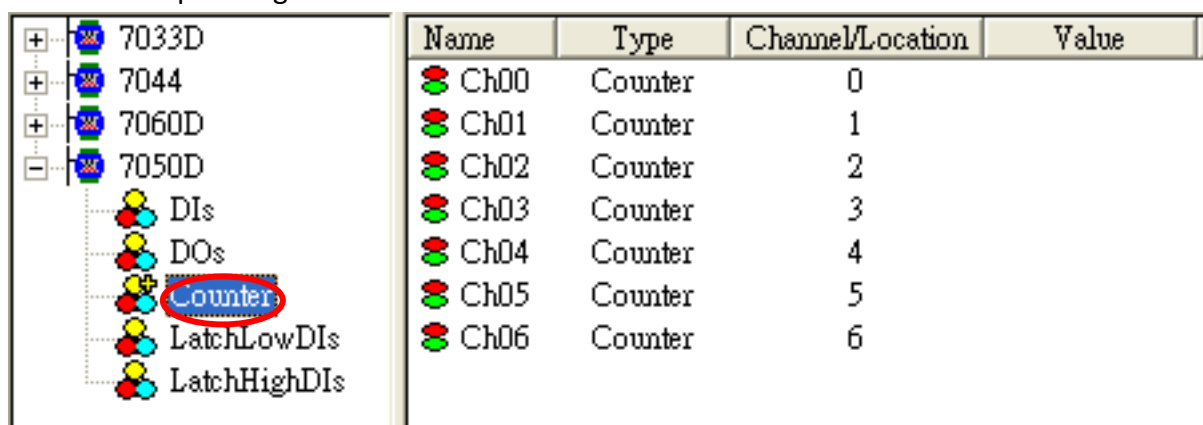 7033D
7044
7060D
7050D
DIs
DOs
Counter
LatchLowDIs
LatchHighDIs
Name Type Channel/Location Value
Ch00 Counter 0
Ch01 Counter 1
Ch02 Counter 2
Ch03 Counter 3
Ch04 Counter 4
Ch05 Counter 5
Ch06 Counter 6